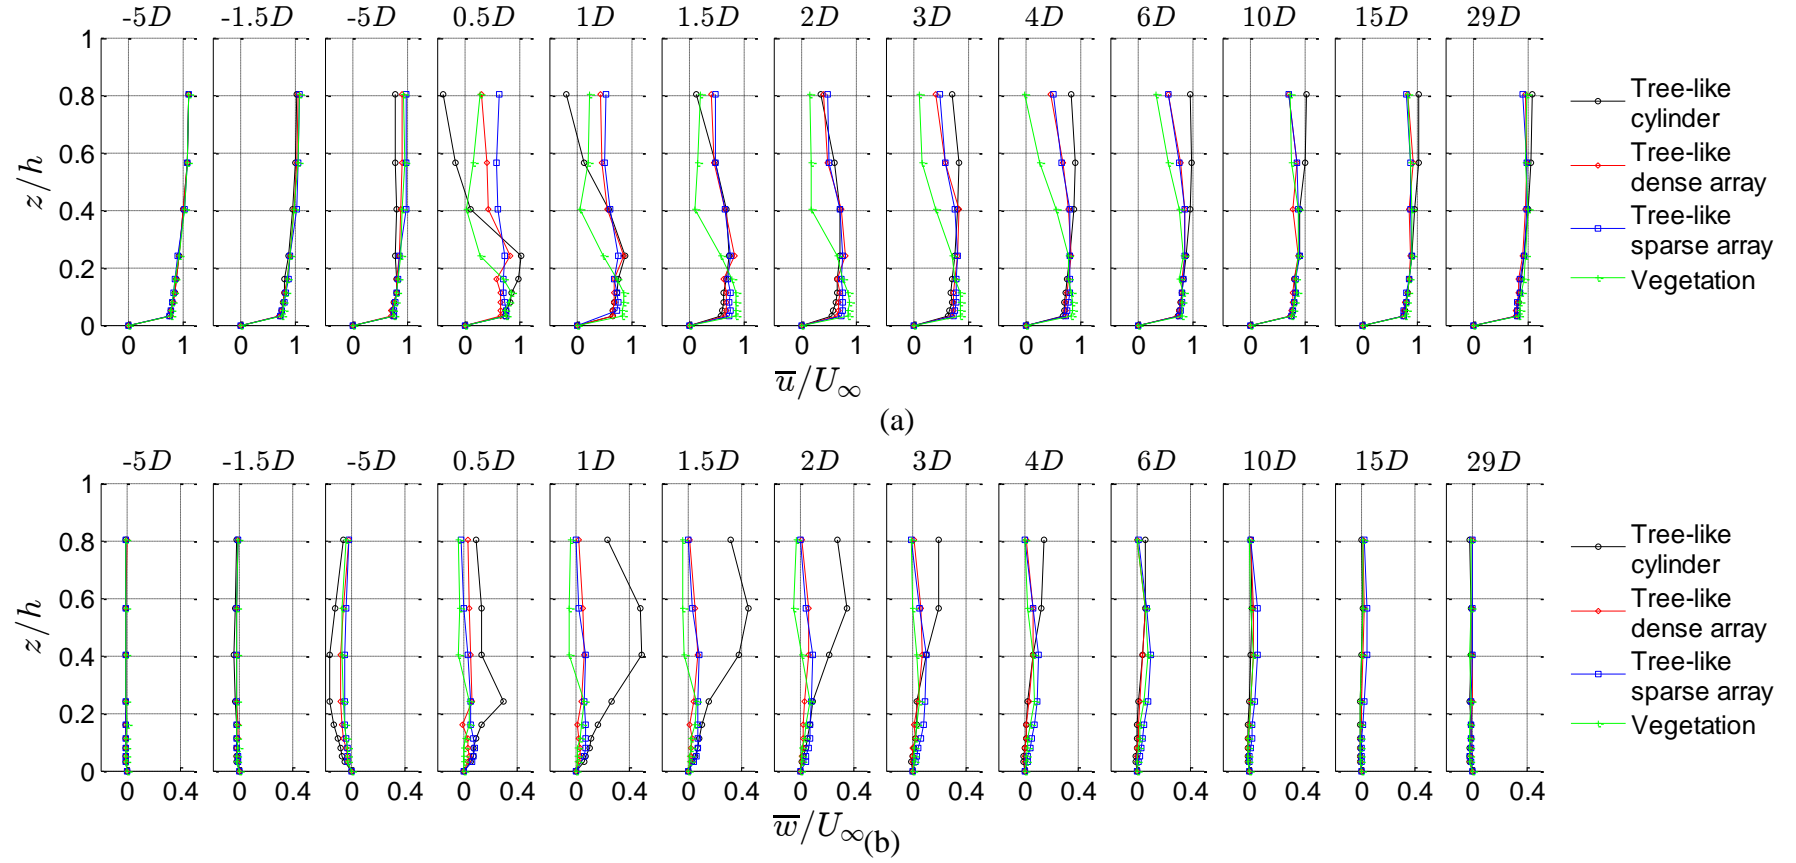 -5D -1.5D -5D 0.5D 1D 1.5D 2D 3D 4D 6D 10D 15D 29D
1
0.8
0.6
0.4
0.2
0
z/h
0 1 0 1 0 1 0 1 0 1 0 1 0 1 0 1 0 1 0 1 0 1 0 1 0 1
u̅/U∞
(a)
Tree-like
cylinder
Tree-like
dense array
Tree-like
sparse array
Vegetation
-5D -1.5D -5D 0.5D 1D 1.5D 2D 3D 4D 6D 10D 15D 29D
1
0.8
0.6
0.4
0.2
0
z/h
0 0.4 0 0.4 0 0.4 0 0.4 0 0.4 0 0.4 0 0.4 0 0.4 0 0.4 0 0.4 0 0.4 0 0.4 0 0.4
w̅/U∞
(b)
Tree-like
cylinder
Tree-like
dense array
Tree-like
sparse array
Vegetation